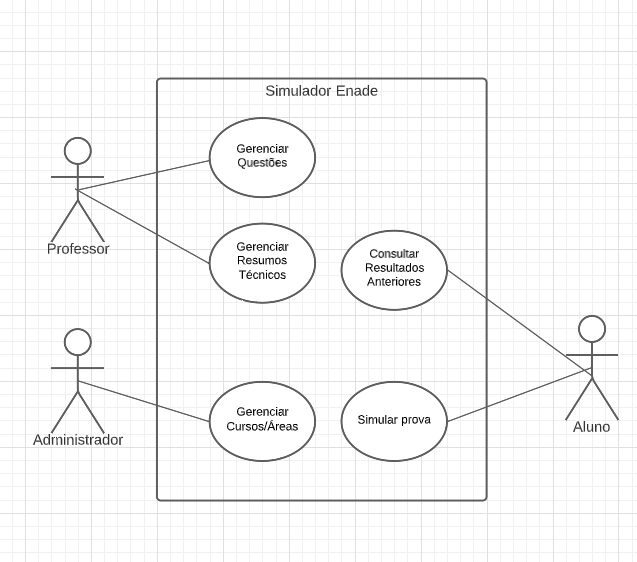 Simulador Enade
Gerenciar
Questões
Professor
Gerenciar
Resumos
Técnicos
Consultar
Resultados
Anteriores
Administrador
Gerenciar
Cursos/Áreas
Simular prova
Aluno